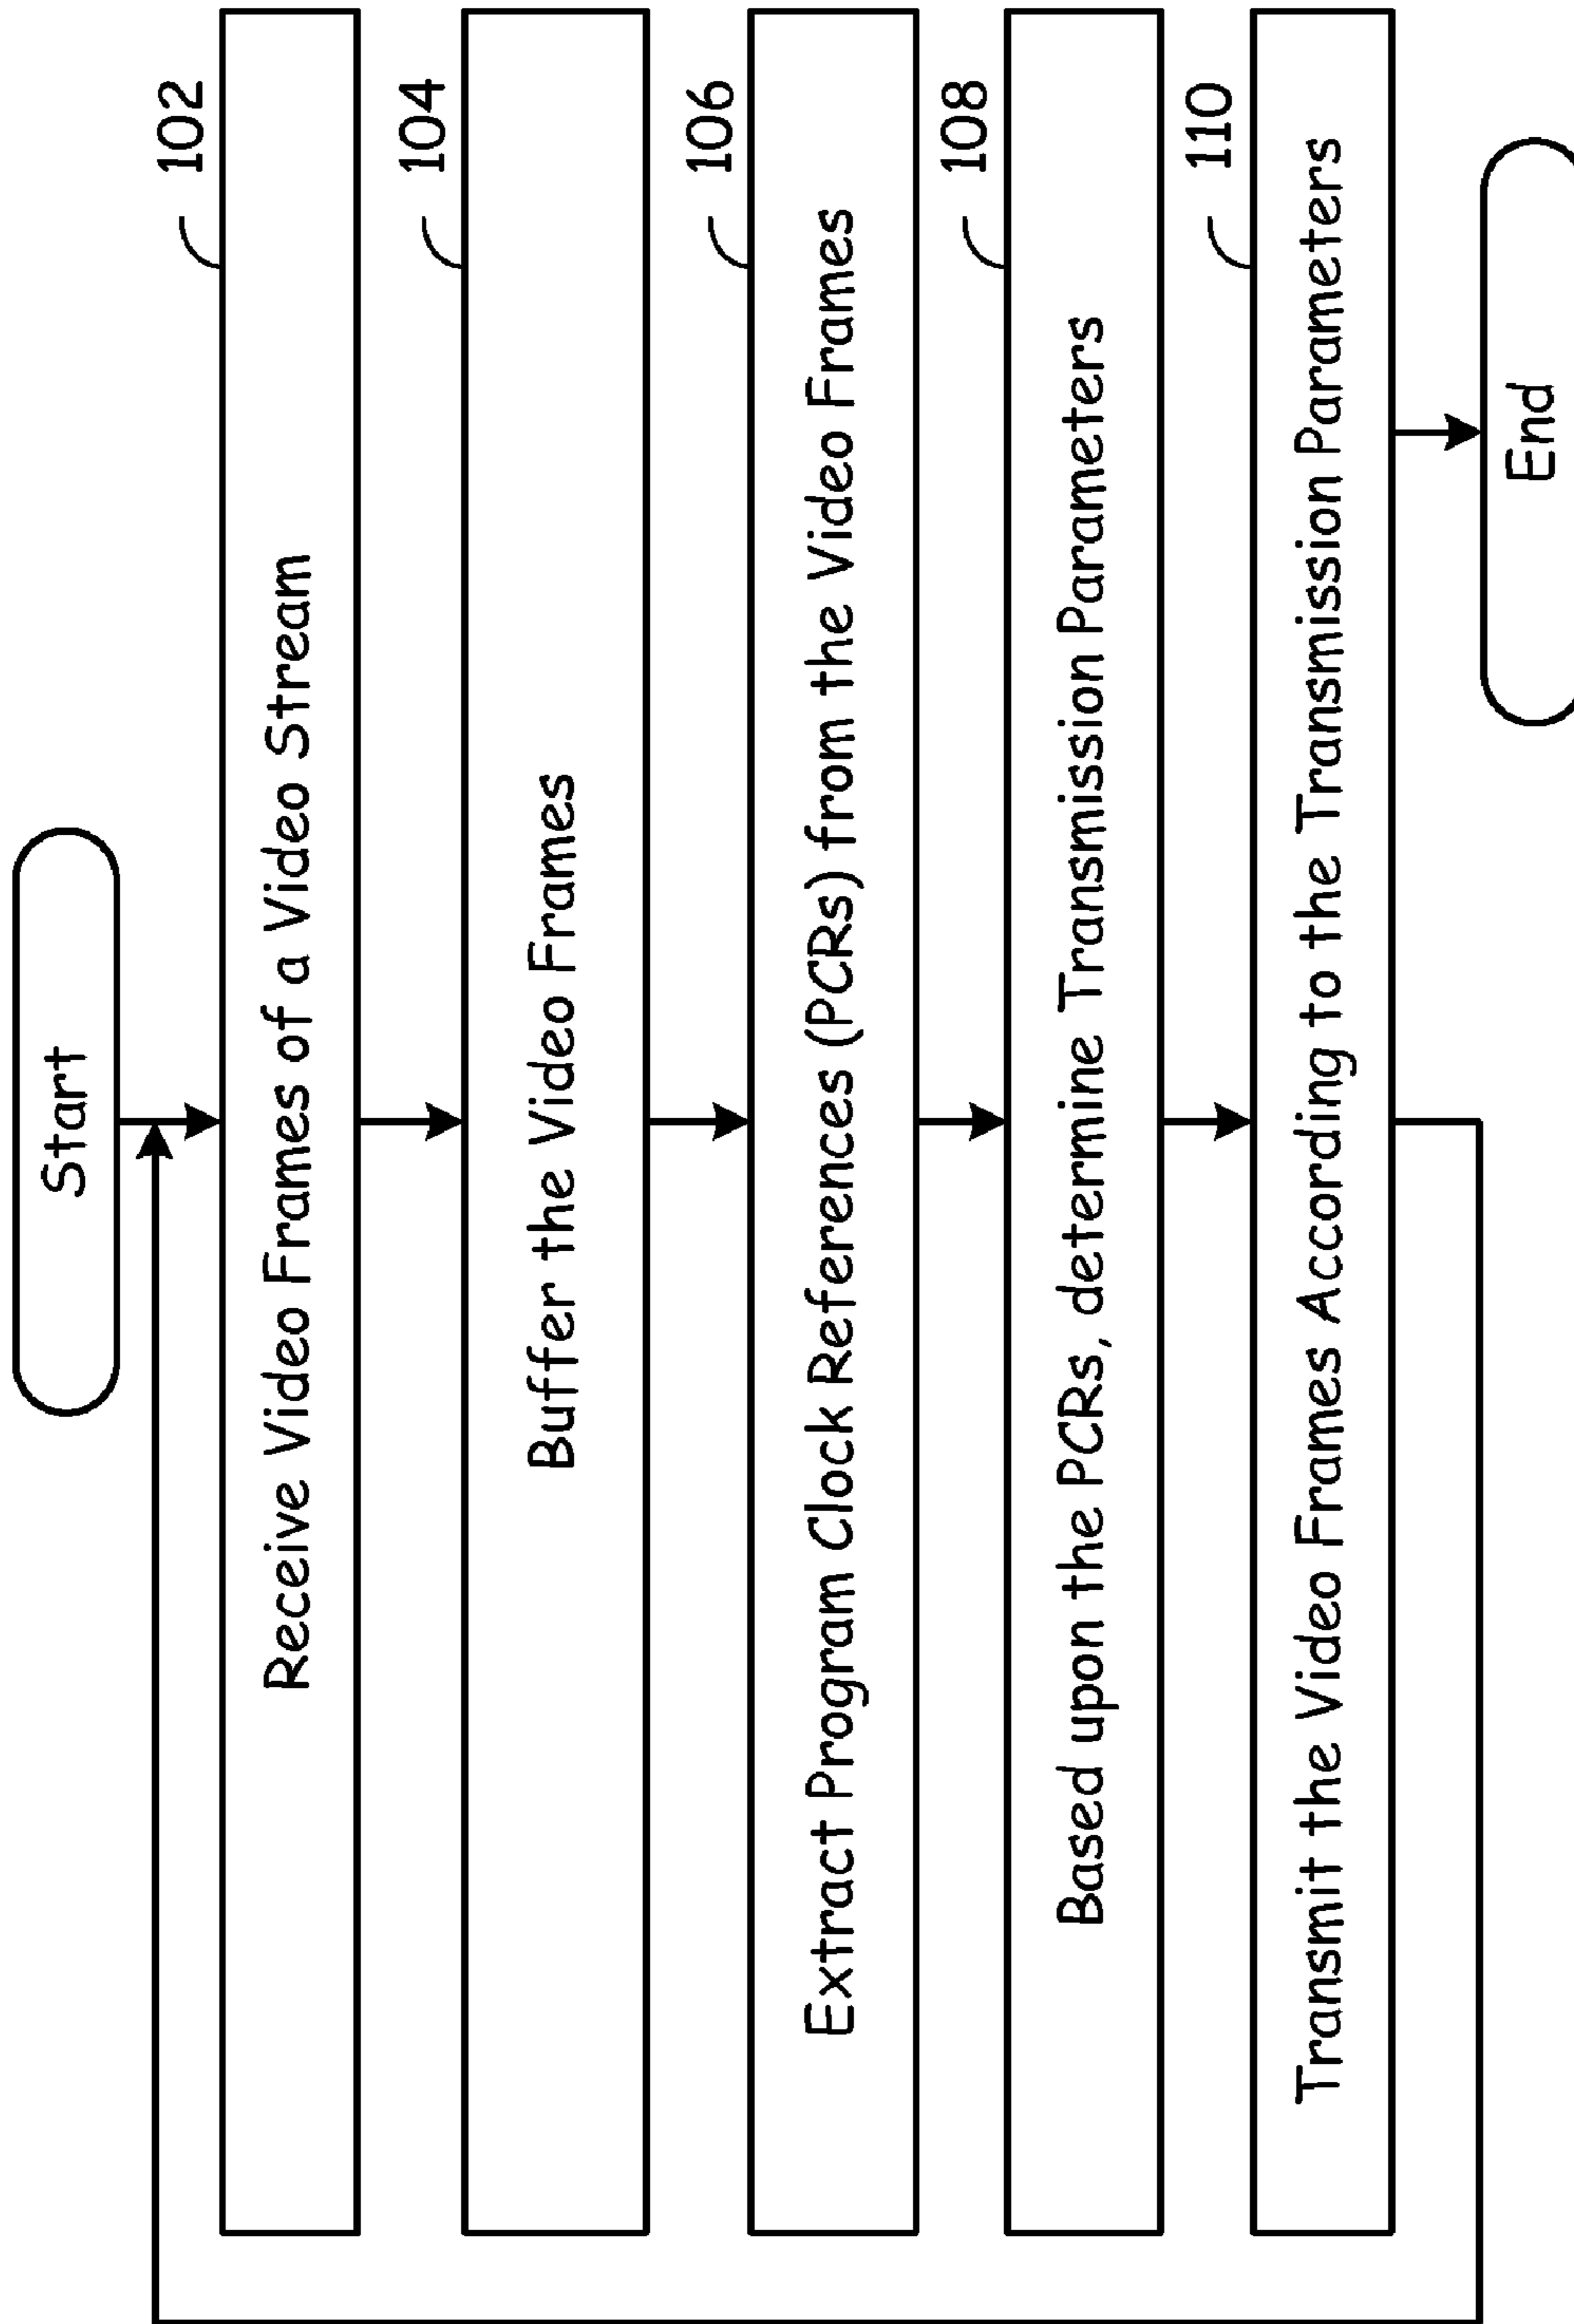 Start
102
Receive Video Frames of a Video Stream
104
Buffer the Video Frames
106
Extract Program Clock References (PCRs) from the Video Frames
108
Based upon the PCRs, determine Transmission Parameters
110
Transmit the Video Frames According to the Transmission Parameters
End